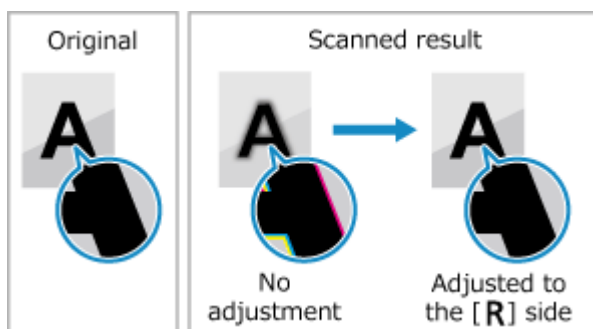 Original
A
Scanned result
A
A
No
adjustment
Adjusted to
the [R] side